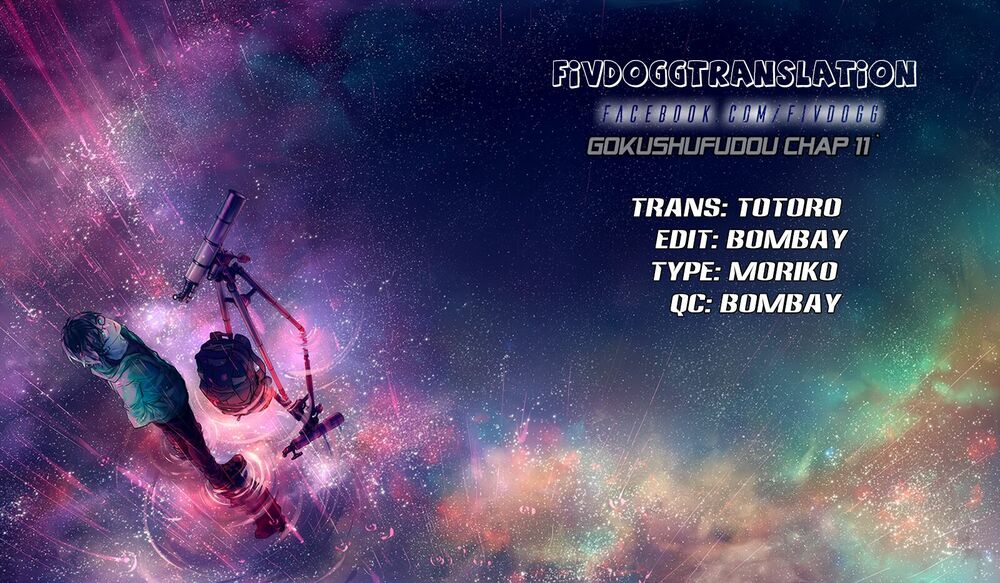 FiVDOGGTRANSLATiON
FACEBOOK.COM/FIVDOGG
GOKUSHUFUDOU CHAP 11
TRANS: TOTORO
EDIT: BOMBAY
TYPE: MORIKO
QC: BOMBAY